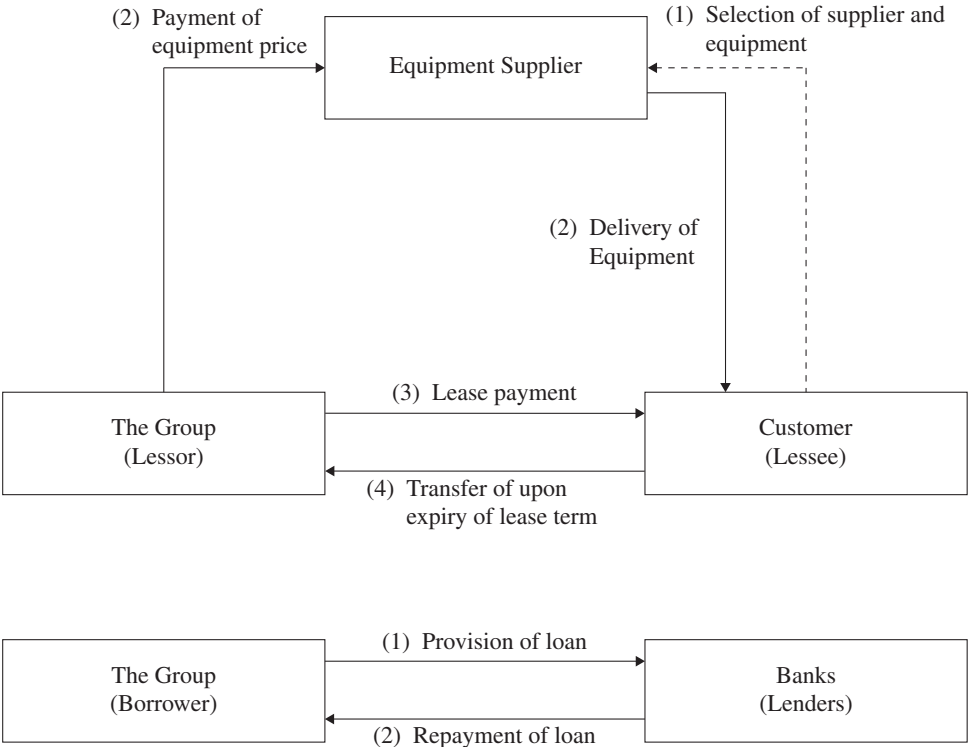 (2) Payment of
equipment price
Equipment Supplier
(1) Selection of supplier and
equipment
(2) Delivery of
Equipment
The Group
(Lessor)
(3) Lease payment
Customer
(Lessee)
(4) Transfer of upon
expiry of lease term
The Group
(Borrower)
(1) Provision of loan
Banks
(Lenders)
(2) Repayment of loan